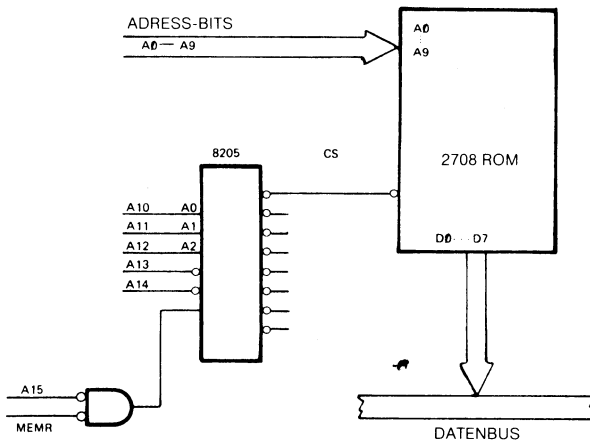 ADRESS-BITS
A0 — A9
A0
A9
8205
CS
2708 ROM
A10 A0
A11 A1
A12 A2
A13
A14
D0 ···· D7
A15
MEMR
DATENBUS